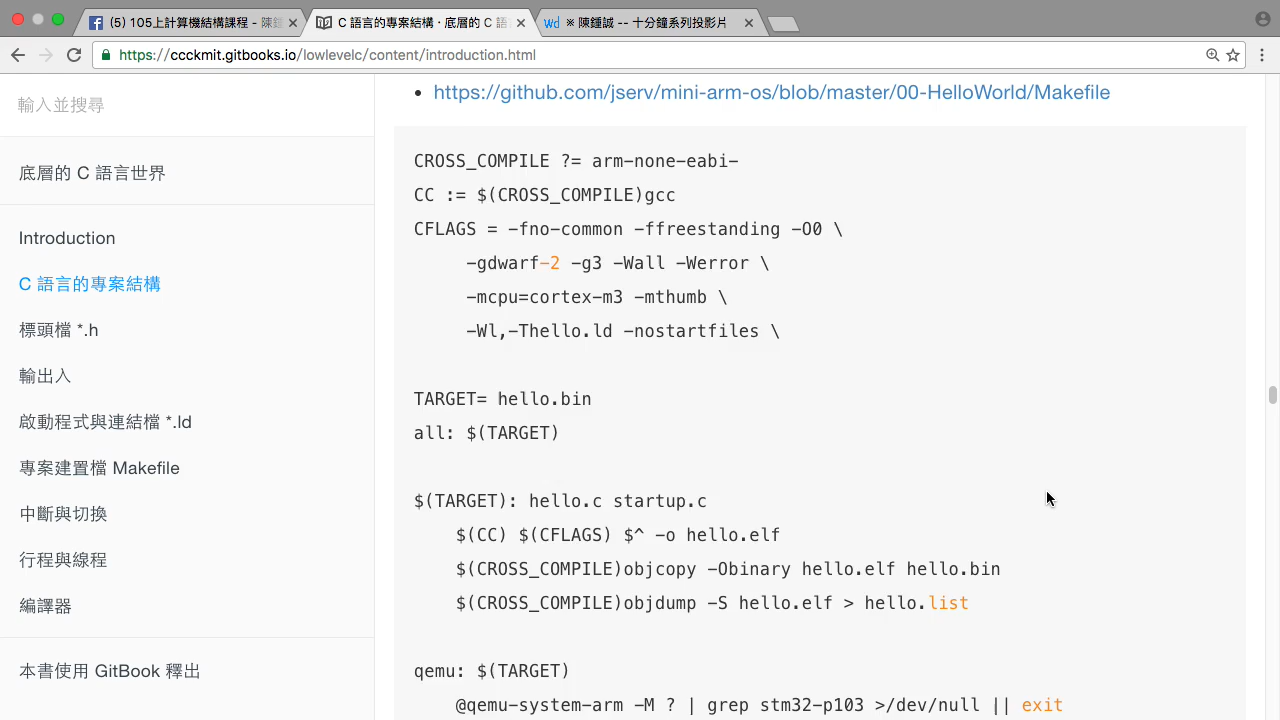 (5) 105上計算機結構課程 - 陳鍾
C 語言的專案結構 · 底層的 C 語
Wd ※ 陳鍾誠 -- 十分鐘系列投影片
https://ccckmit.gitbooks.io/lowlevelc/content/introduction.html
輸入並搜尋
底層的 C 語言世界
Introduction
C 語言的專案結構
標頭檔 *.h
輸出入
啟動程式與連結檔 *.ld
專案建置檔 Makefile
中斷與切換
行程與線程
編譯器
本書使用 GitBook 釋出
• https://github.com/jserv/mini-arm-os/blob/master/00-HelloWorld/Makefile
CROSS_COMPILE ?= arm-none-eabi-
CC := $(CROSS_COMPILE)gcc
CFLAGS = -fno-common -ffreestanding -O0 \
-gdwarf-2 -g3 -Wall -Werror \
-mcpu=cortex-m3 -mthumb \
-Wl,-Thello.ld -nostartfiles \
TARGET= hello.bin
all: $(TARGET)
$(TARGET): hello.c startup.c
$(CC) $(CFLAGS) $^ -o hello.elf
$(CROSS_COMPILE)objcopy -Obinary hello.elf hello.bin
$(CROSS_COMPILE)objdump -S hello.elf > hello.list
qemu: $(TARGET)
@qemu-system-arm -M ? | grep stm32-p103 >/dev/null || exit